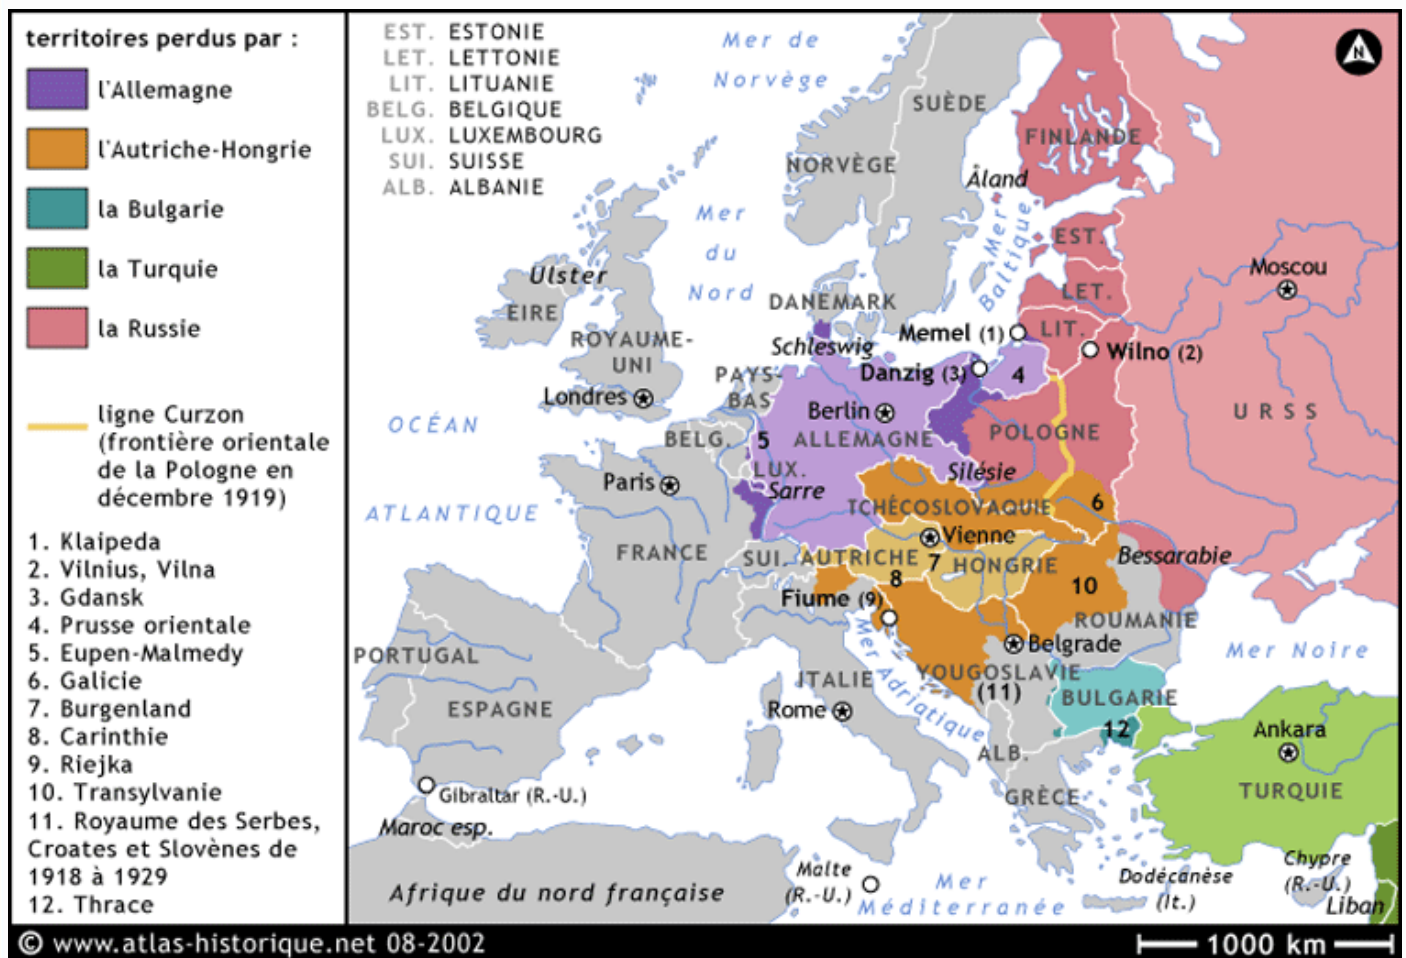 territoires perdus par :
l'Allemagne
l'Autriche-Hongrie
la Bulgarie
la Turquie
la Russie
ligne Curzon
(frontière orientale
de la Pologne en
décembre 1919)
1. Klaipeda
2. Vilnius, Vilna
3. Gdansk
4. Prusse orientale
5. Eupen-Malmedy
6. Galicie
7. Burgenland
8. Carinthie
9. Riejka
10. Transylvanie
11. Royaume des Serbes,
Croates et Slovènes de
1918 à 1929
12. Thrace
EST. ESTONIE
LET. LETTONIE
LIT. LITUANIE
BELG. BELGIQUE
LUX. LUXEMBOURG
SUI. SUISSE
ALB. ALBANIE
Mer de
Norvège
N
SUÈDE
FINLANDE
NORVÈGE
Åland
Mer
Baltique
Mer
du
Nord
EST.
Moscou
Ulster
LET.
DANEMARK
EIRE
ROYAUME-
UNI
Memel (1)
LIT.
Schleswig
Wilno (2)
PAYS-
BAS
Danzig (3)
4
Londres
Berlin
URSS
OCÉAN
ATLANTIQUE
BELG.
5
ALLEMAGNE
POLOGNE
LUX.
Silésie
Paris
Sarre
TCHÉCOSLOVAQUIE
6
Vienne
FRANCE
SUI.
AUTRICHE
7
HONGRIE
Bessarabie
8
10
Fiume (9)
ROUMANIE
Belgrade
PORTUGAL
Mer Noire
Mer Adriatique
YOUGOSLAVIE
(11)
ITALIE
BULGARIE
ESPAGNE
Rome
12
Ankara
ALB.
TURQUIE
Gibraltar (R.-U.)
GRÈCE
Maroc esp.
Malte
(R.-U.)
Chypre
(R.-U.)
Dodécanèse
(It.)
Afrique du nord française
Mer
Méditerranée
Liban
© www.atlas-historique.net 08-2002
1000 km